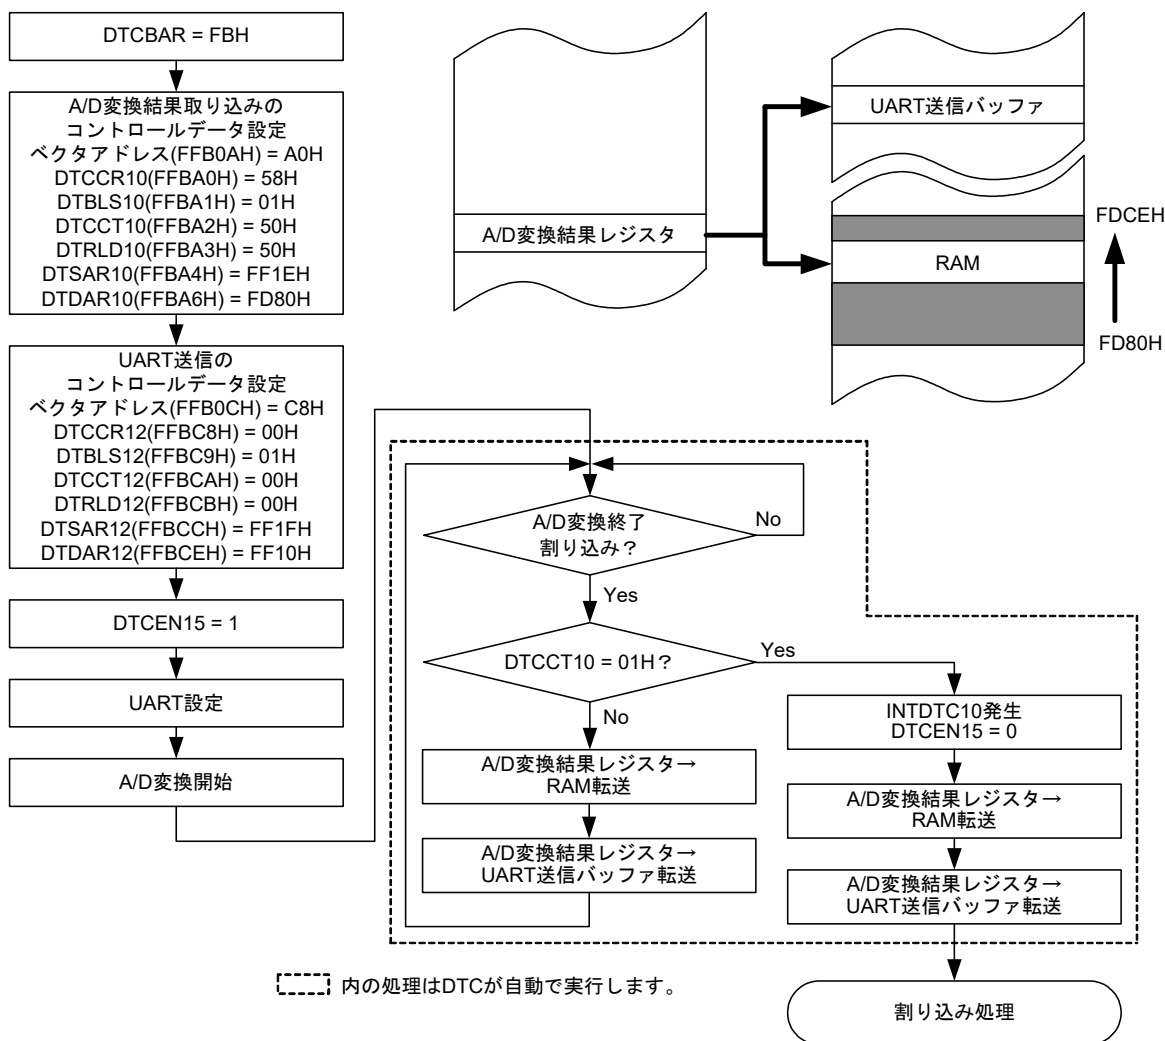 DTCBAR = FBH
A/D変換結果取り込みの
コントロールデータ設定
ベクタアドレス(FFB0AH) = A0H
DTCCR10(FFBA0H) = 58H
DTBLS10(FFBA1H) = 01H
DTCCT10(FFBA2H) = 50H
DTRLD10(FFBA3H) = 50H
DTSAR10(FFBA4H) = FF1EH
DTDAR10(FFBA6H) = FD80H
UART送信の
コントロールデータ設定
ベクタアドレス(FFB0CH) = C8H
DTCCR12(FFBC8H) = 00H
DTBLS12(FFBC9H) = 01H
DTCCT12(FFBCAH) = 00H
DTRLD12(FFBCBH) = 00H
DTSAR12(FFBCCH) = FF1FH
DTDAR12(FFBCEH) = FF10H
DTCEN15 = 1
UART設定
A/D変換開始
A/D変換結果レジスタ
UART送信バッファ
RAM
FDCEH
FD80H
A/D変換終了
割り込み？
No
Yes
DTCCT10 = 01H？
Yes
No
A/D変換結果レジスタ→
RAM転送
A/D変換結果レジスタ→
UART送信バッファ転送
INTDTC10発生
DTCEN15 = 0
A/D変換結果レジスタ→
RAM転送
A/D変換結果レジスタ→
UART送信バッファ転送
割り込み処理
内の処理はDTCが自動で実行します。